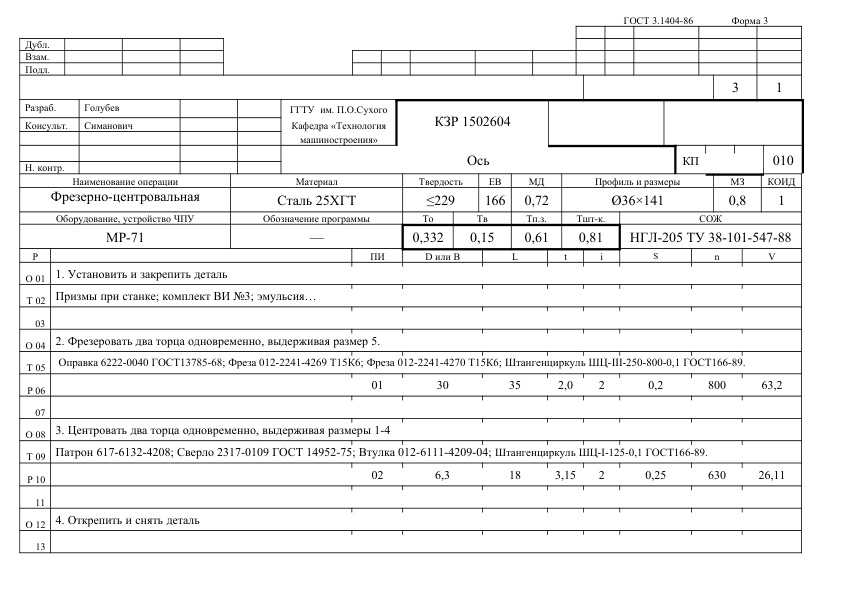 ГОСТ 3.1404-86 Форма 3
Дубл.
Взам.
Подл.
3 1
Разраб. Голубев
Консульт. Симанович
Н. контр.
ГГТУ им. П.О.Сухого
Кафедра «Технология
машиностроения»
КЗР 1502604
Ось КП 010
Наименование операции Материал Твердость ЕВ МД Профиль и размеры МЗ КОИД
Фрезерно-центровальная Сталь 25ХГТ ≤229 166 0,72 Ø36×141 0,8 1
Оборудование, устройство ЧПУ Обозначение программы То Тв Тп.з. Тшт-к. СОЖ
МР-71 — 0,332 0,15 0,61 0,81 НГЛ-205 ТУ 38-101-547-88
Р ПИ D или B L t i S n V
О 01 1. Установить и закрепить деталь
Т 02 Призмы при станке; комплект ВИ №3; эмульсия…
03
О 04 2. Фрезеровать два торца одновременно, выдерживая размер 5.
Т 05 Оправка 6222-0040 ГОСТ13785-68; Фреза 012-2241-4269 Т15К6; Фреза 012-2241-4270 Т15К6; Штангенциркуль ШЦ-III-250-800-0,1 ГОСТ166-89.
Р 06 01 30 35 2,0 2 0,2 800 63,2
07
О 08 3. Центровать два торца одновременно, выдерживая размеры 1-4
Т 09 Патрон 617-6132-4208; Сверло 2317-0109 ГОСТ 14952-75; Втулка 012-6111-4209-04; Штангенциркуль ШЦ-I-125-0,1 ГОСТ166-89.
Р 10 02 6,3 18 3,15 2 0,25 630 26,11
11
О 12 4. Открепить и снять деталь
13